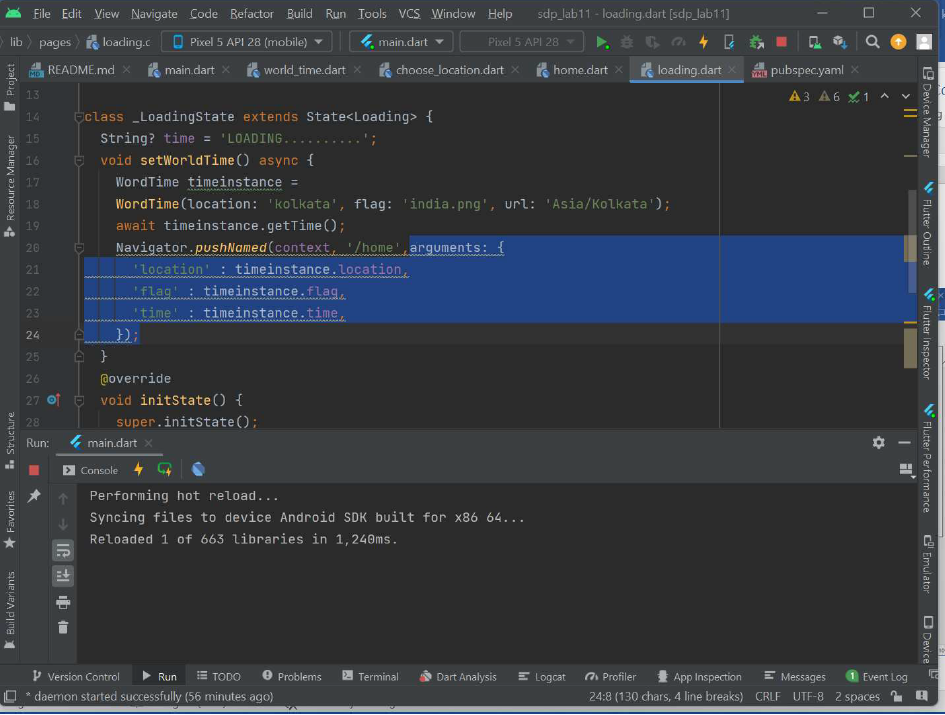 File Edit View Navigate Code Refactor Build Run Tools VCS Window Help sdp_lab11 - loading.dart [sdp_lab11]
lib pages loading.c Pixel 5 API 28 (mobile) main.dart Pixel 5 API 28
README.md main.dart world_time.dart choose_location.dart home.dart loading.dart pubspec.yaml
13 3 6 1
14 class _LoadingState extends State<Loading> {
15 String? time = 'LOADING..........';
16 void setWorldTime() async {
17 WordTime timeinstance =
18 WordTime(location: 'kolkata', flag: 'india.png', url: 'Asia/Kolkata');
19 await timeinstance.getTime();
20 Navigator.pushNamed(context, '/home',arguments: {
21 'location' : timeinstance.location,
22 'flag' : timeinstance.flag,
23 'time' : timeinstance.time,
24 });
25 }
26 @override
27 void initState() {
28 super.initState();
Run: main.dart
Console
Performing hot reload...
Syncing files to device Android SDK built for x86 64...
Reloaded 1 of 663 libraries in 1,240ms.
Project
Resource Manager
Structure
Favorites
Build Variants
Device Manager
Flutter Outline
Flutter Inspector
Flutter Performance
Emulator
Device
Version Control Run TODO Problems Terminal Dart Analysis Logcat Profiler App Inspection Messages 1 Event Log
* daemon started successfully (56 minutes ago) 24:8 (130 chars, 4 line breaks) CRLF UTF-8 2 spaces